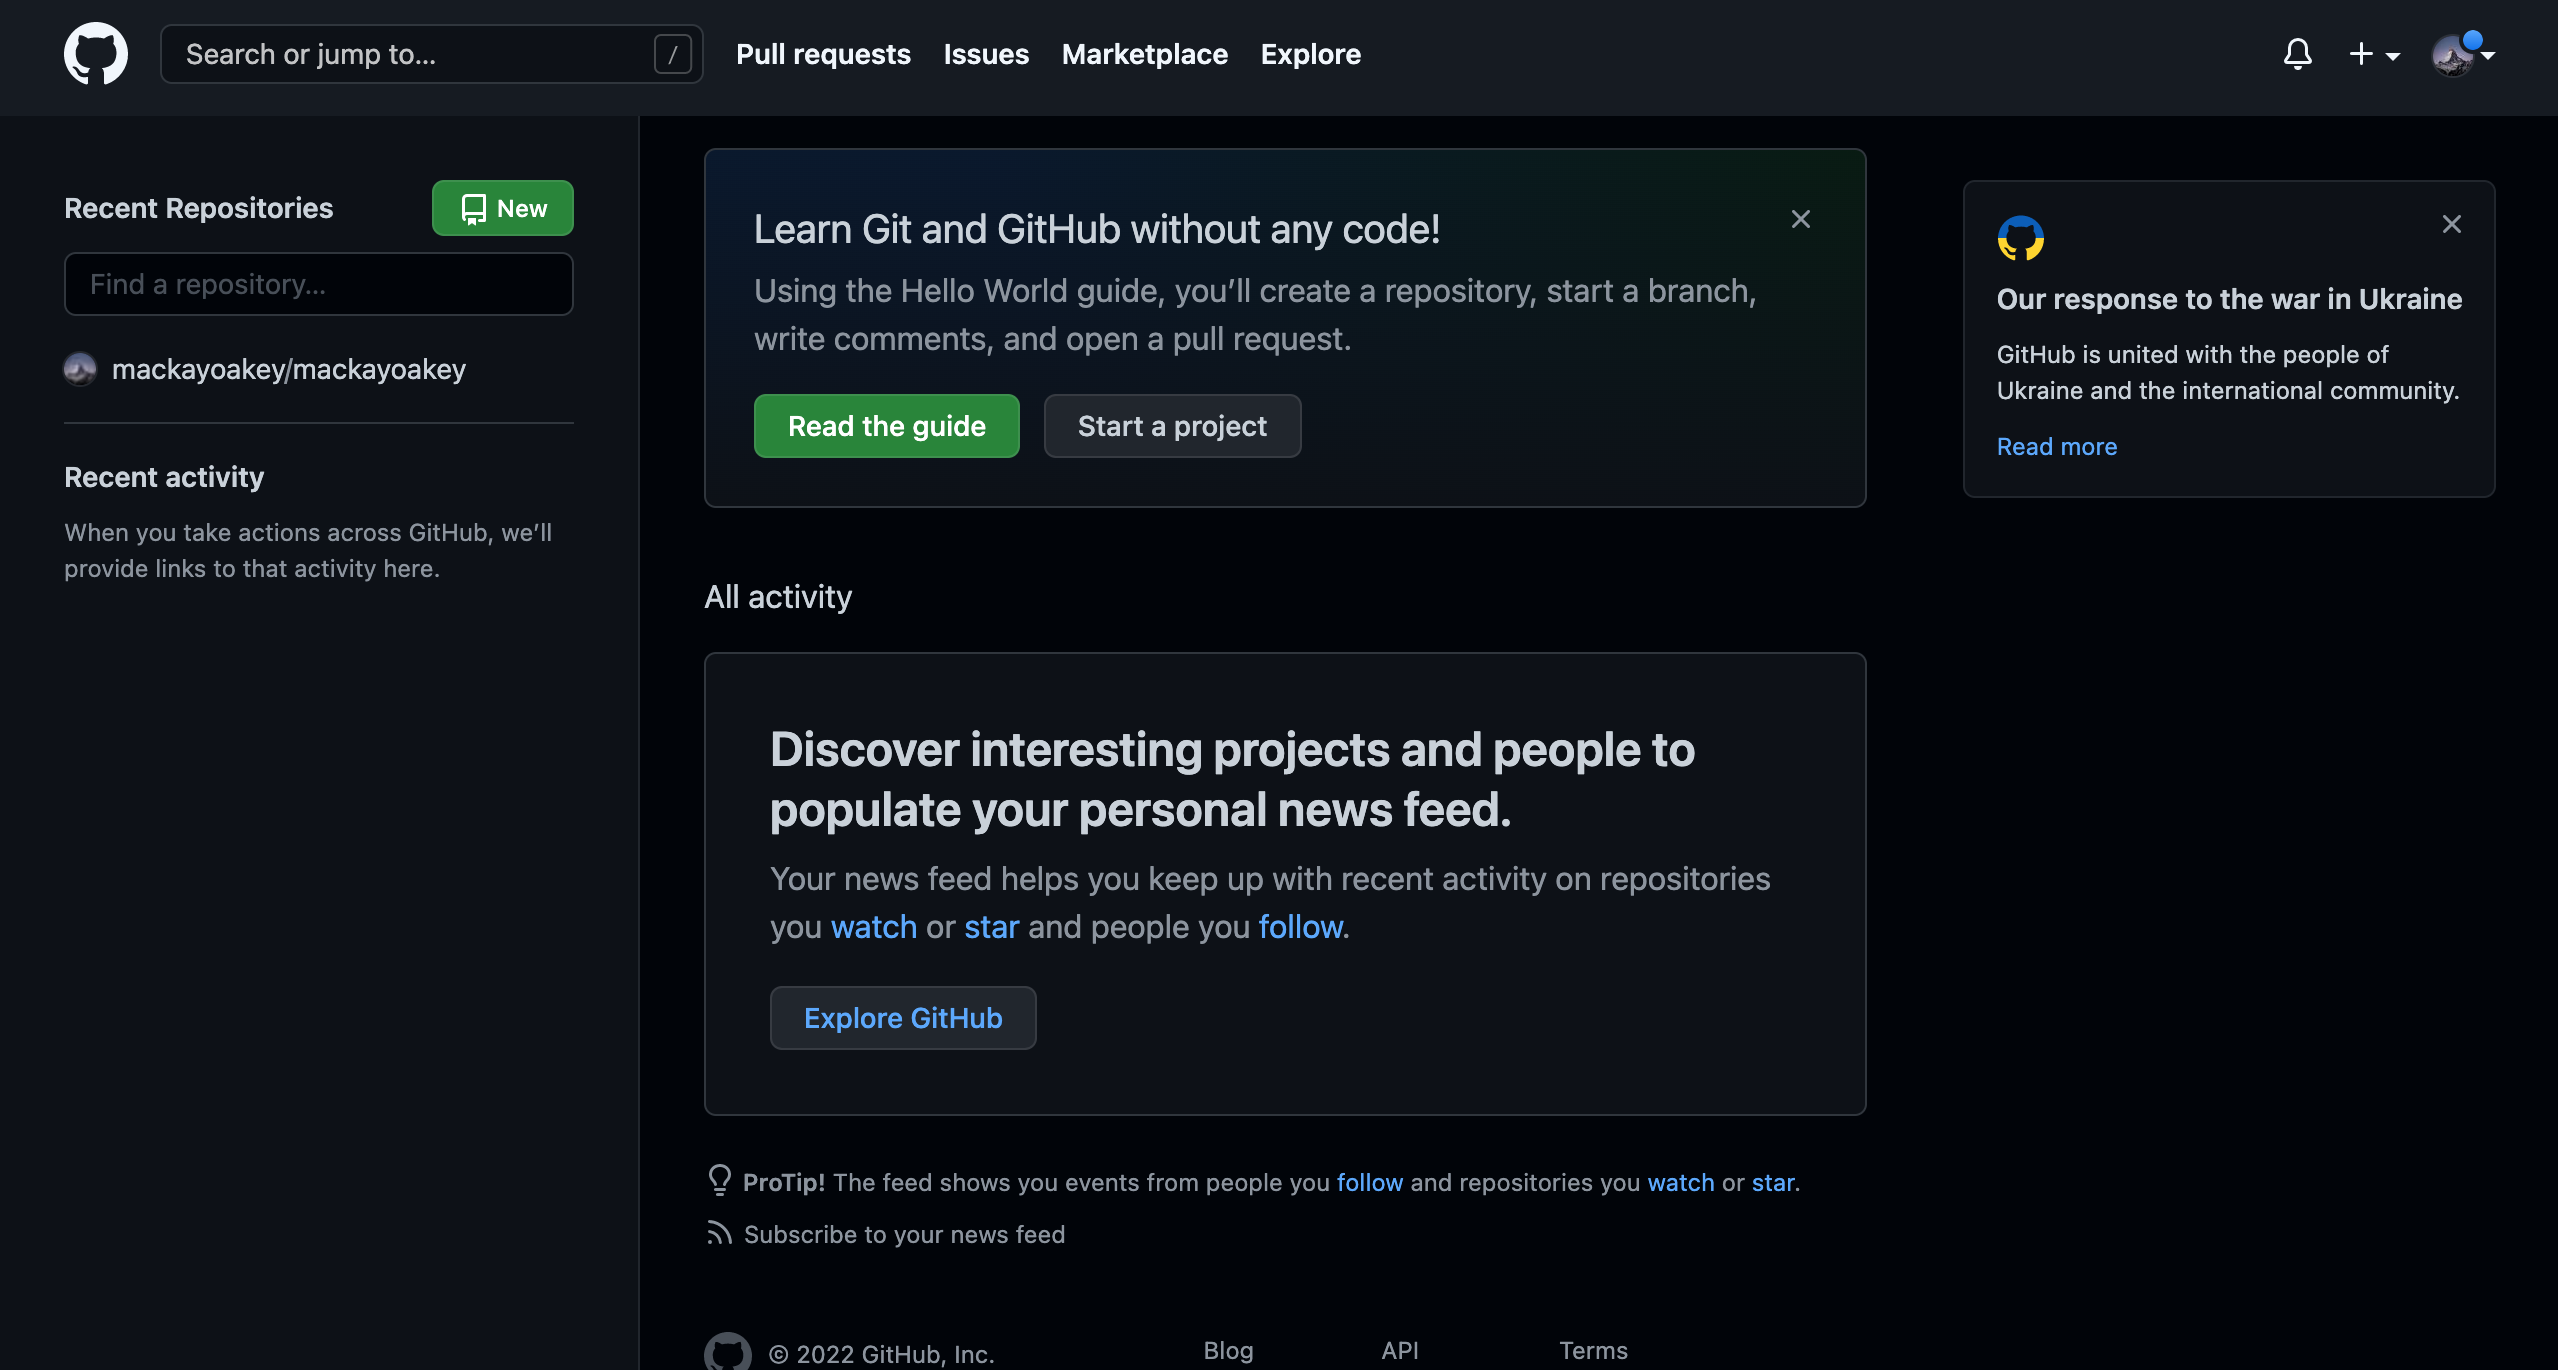 Search or jump to...
/
Pull requests
Issues
Marketplace
Explore
Recent Repositories
New
Find a repository...
mackayoakey/mackayoakey
Recent activity
When you take actions across GitHub, we’ll
provide links to that activity here.
Learn Git and GitHub without any code!
Using the Hello World guide, you’ll create a repository, start a branch,
write comments, and open a pull request.
Read the guide
Start a project
All activity
Discover interesting projects and people to
populate your personal news feed.
Your news feed helps you keep up with recent activity on repositories
you watch or star and people you follow.
Explore GitHub
ProTip! The feed shows you events from people you follow and repositories you watch or star.
Subscribe to your news feed
© 2022 GitHub, Inc.
Blog
API
Terms
Our response to the war in Ukraine
GitHub is united with the people of
Ukraine and the international community.
Read more